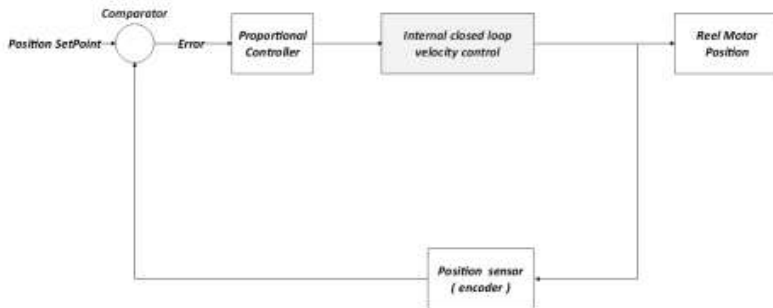 Comparator
Position SetPoint
Error
Proportional
Controller
Internal closed loop
velocity control
Reel Motor
Position
Position sensor
( encoder )